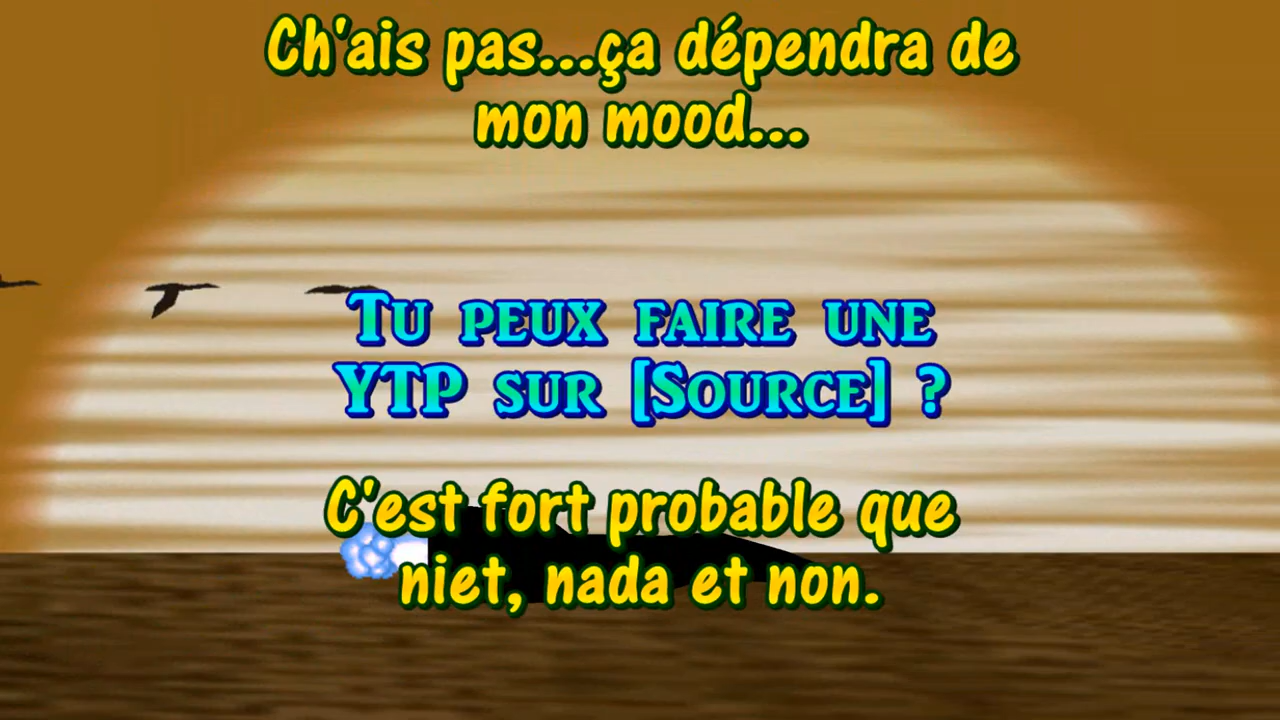 Ch'ais pas...ça dépendra de
mon mood...
Tu peux faire une
YTP sur [Source] ?
C'est fort probable que
niet, nada et non.